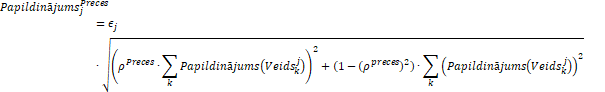 Papildinājums_j^Preces
= ϵ_j
· √((ρ^Preces · ∑_k Papildinājums(Veids_k^j))^2 + (1 − (ρ^preces)^2) · ∑_k (Papildinājums(Veids_k^j))^2)